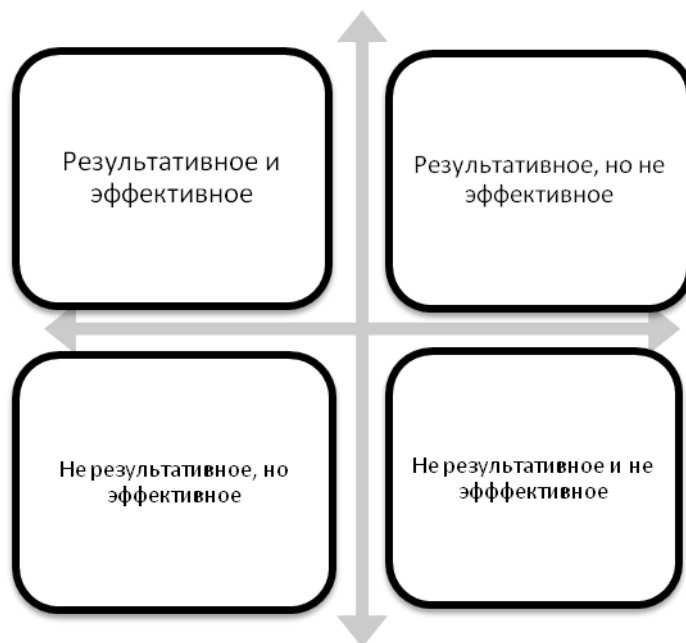 Результативное и
эффективное
Результативное, но не
эффективное
Не результативное, но
эффективное
Не результативное и не
эфффективное